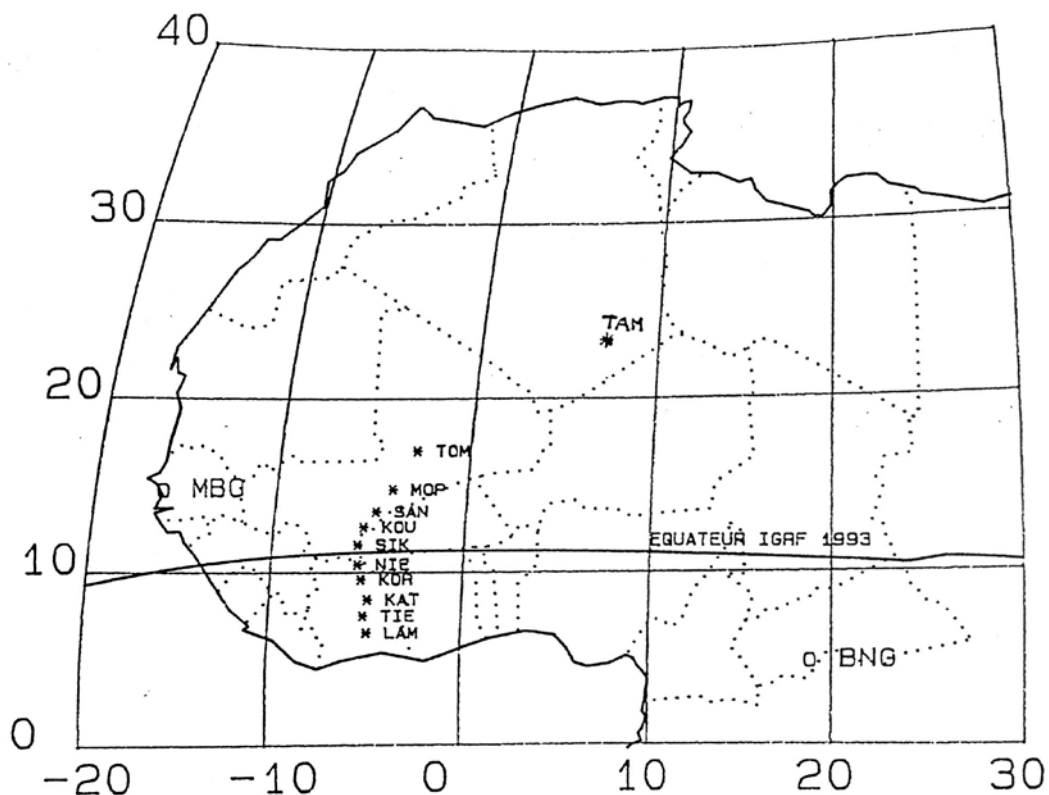 40
30
TAM
20
TOM
MBG
MOP
SAN
KOU
SIK
EQUATEUR IGRF 1993
10
NIE
KOR
KAT
TIE
LAM
BNG
0
-20 -10 0 10 20 30